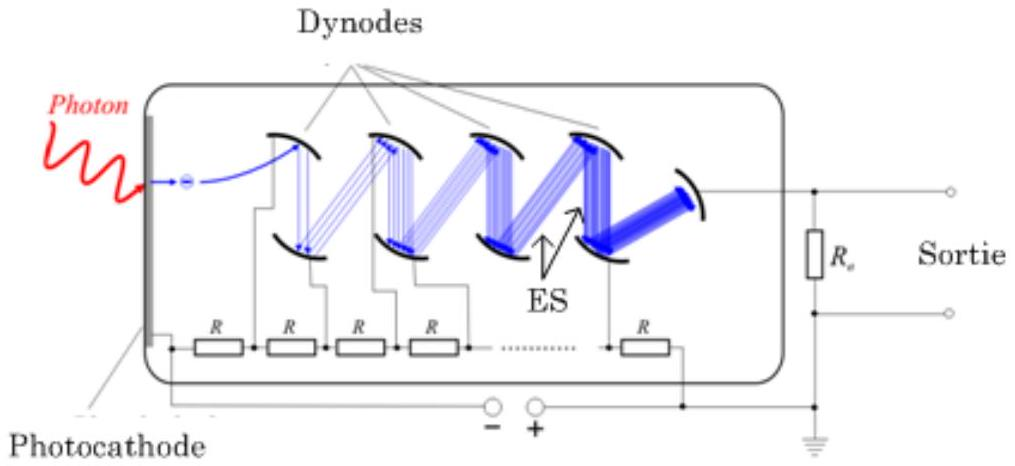 Dynodes
Photon
ES
Sortie
Rₑ
R R R R R
− +
Photocathode